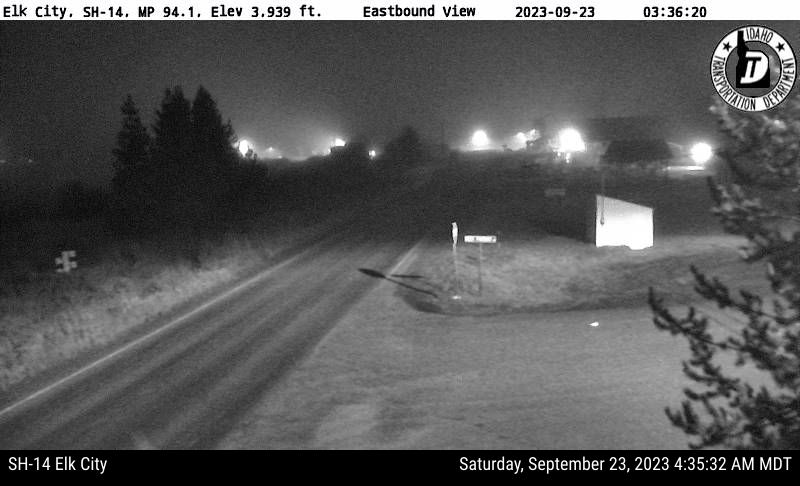 Elk City, SH-14, MP 94.1, Elev 3,939 ft. Eastbound View 2023-09-23 03:36:20
IDAHO
TRANSPORTATION DEPARTMENT
SH-14 Elk City Saturday, September 23, 2023 4:35:32 AM MDT